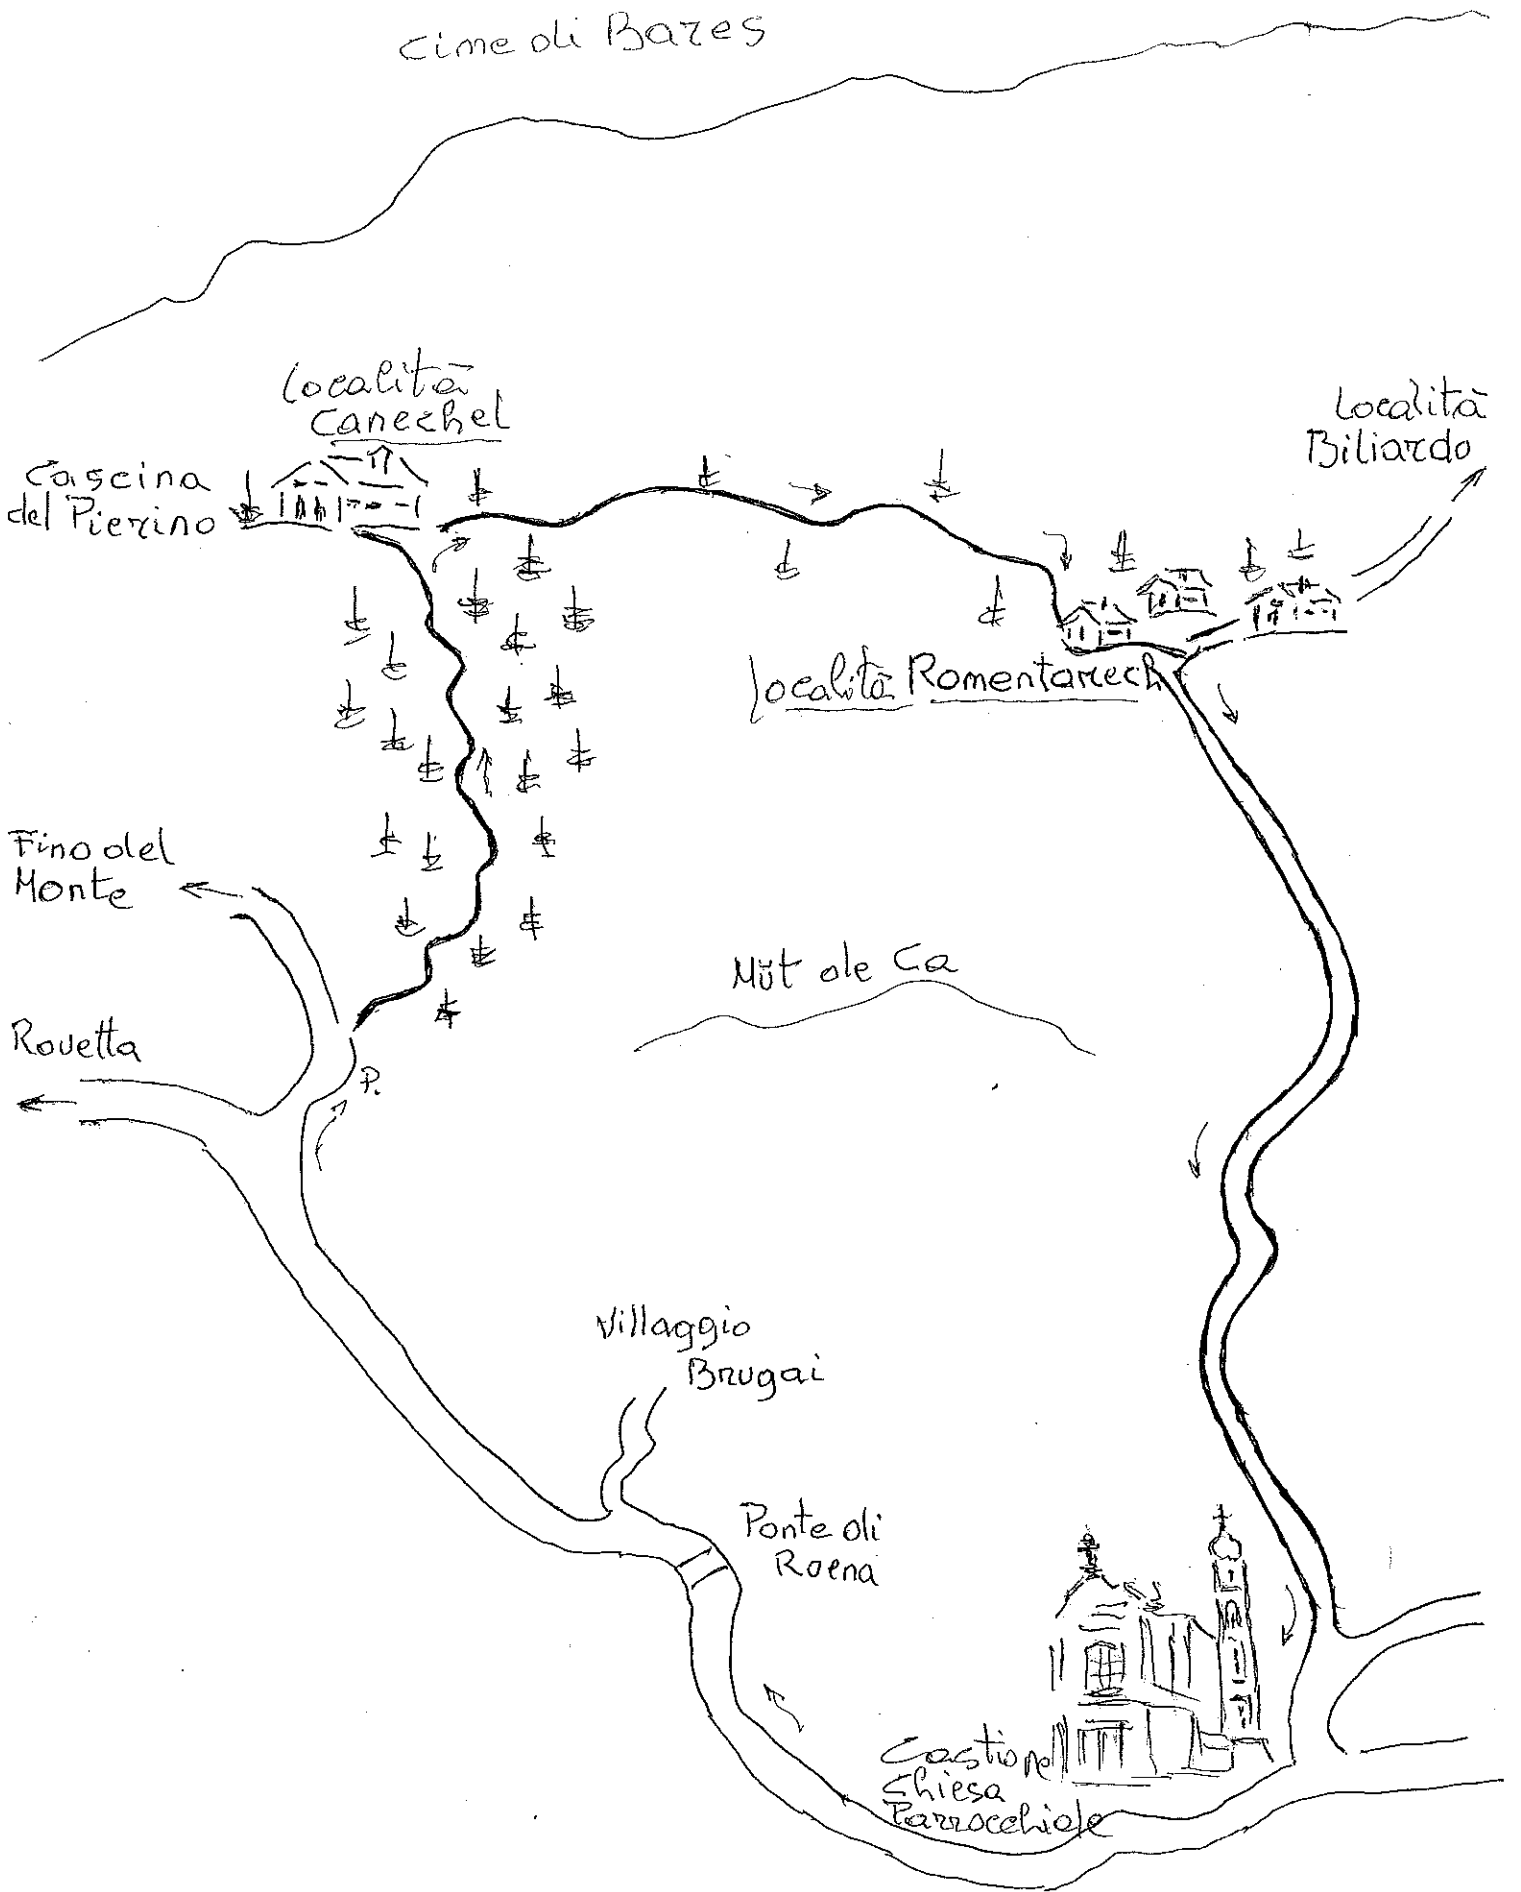 Cime di Bares
Località
Canechel
Cascina
del Pierino
Località
Biliardo
Località Romentarech
Fino del
Monte
Müt de Ca
Rovetta
P.
Villaggio
Brugai
Ponte di
Roena
Castione
Chiesa
Parrocchiale